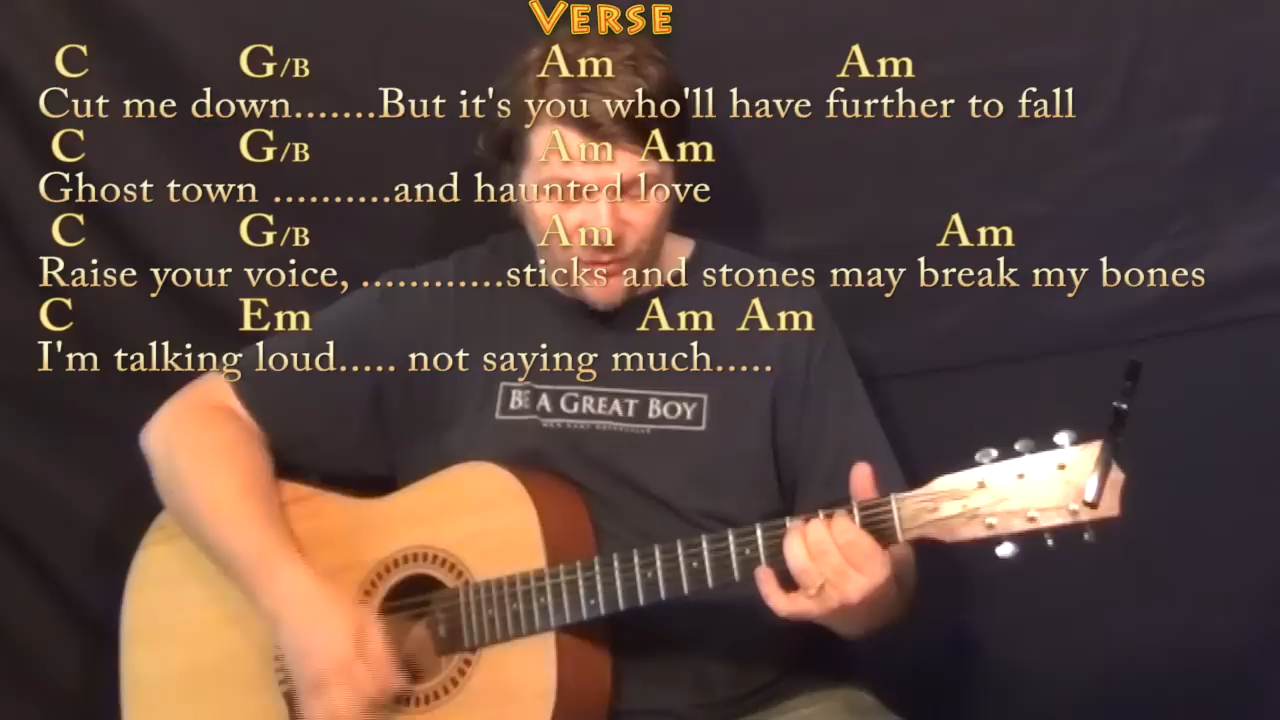 VERSE
C G/B Am Am
Cut me down.......But it's you who'll have further to fall
C G/B Am Am
Ghost town ..........and haunted love
C G/B Am Am
Raise your voice, ............sticks and stones may break my bones
C Em Am Am
I'm talking loud..... not saying much.....
BE A GREAT BOY